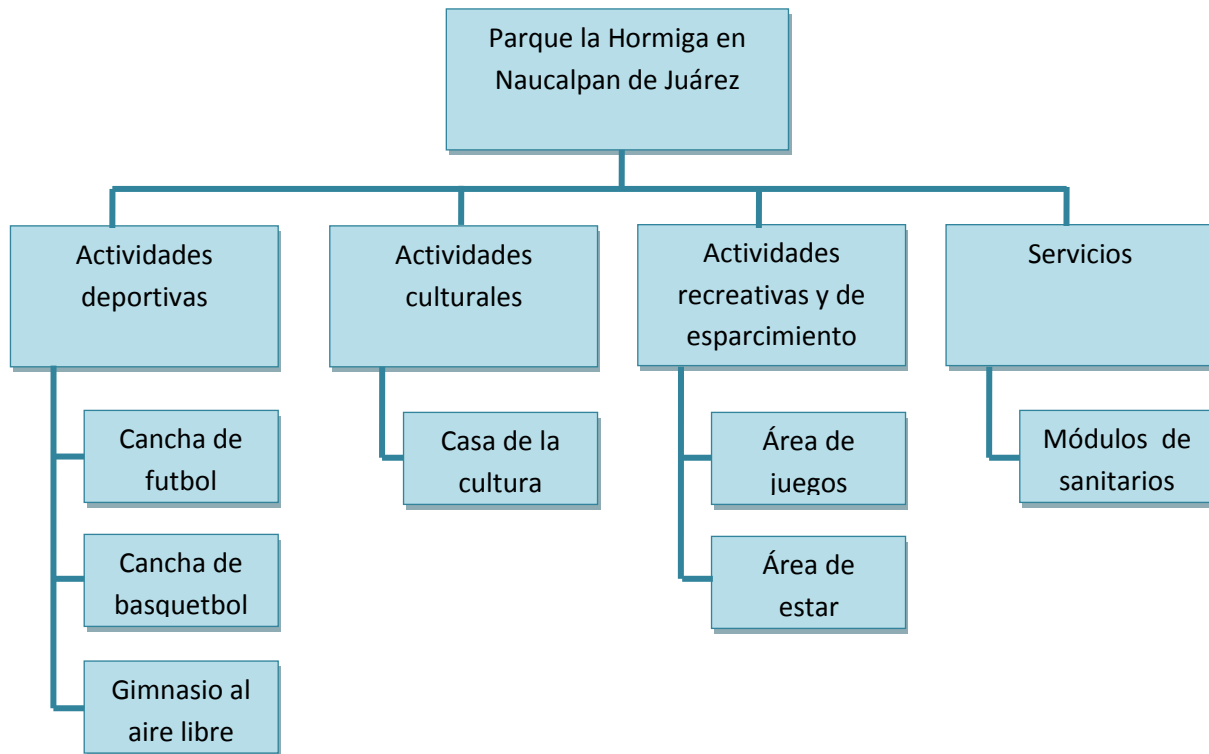 Parque la Hormiga en
Naucalpan de Juárez
Actividades
deportivas
Actividades
culturales
Actividades
recreativas y de
esparcimiento
Servicios
Cancha de
futbol
Cancha de
basquetbol
Gimnasio al
aire libre
Casa de la
cultura
Área de
juegos
Área de
estar
Módulos de
sanitarios